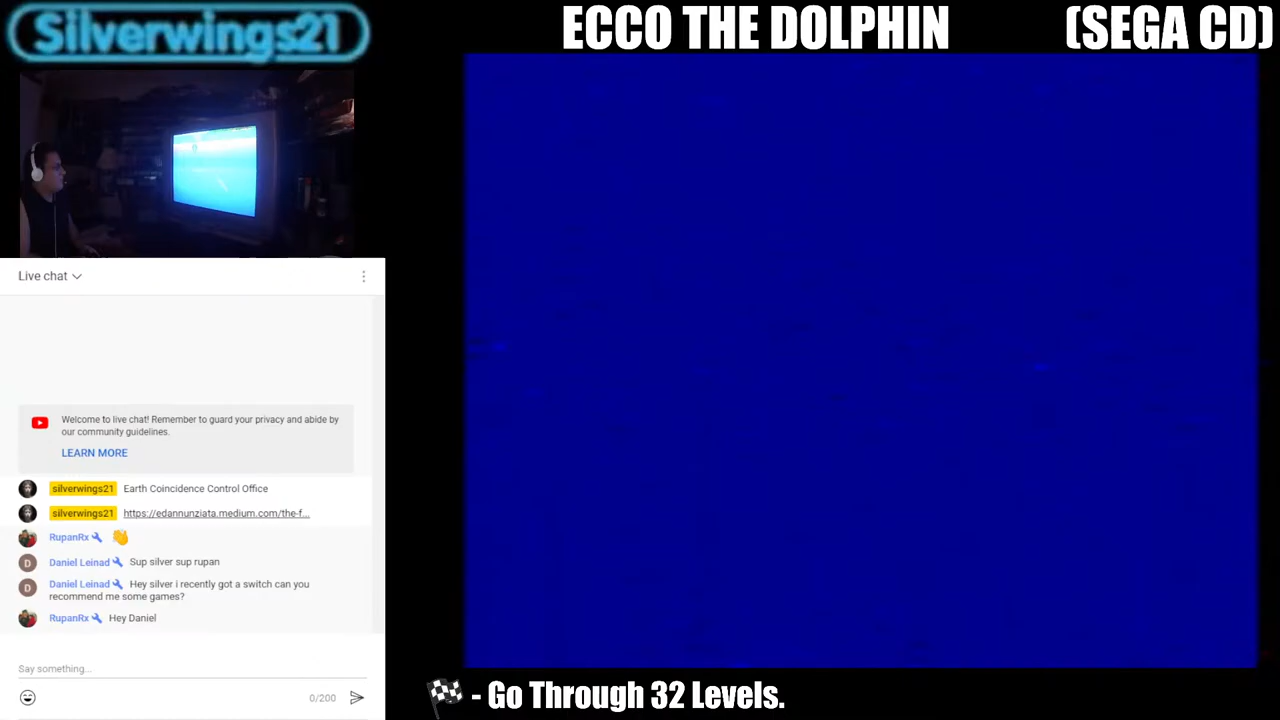 Silverwings21
ECCO THE DOLPHIN (SEGA CD)
Live chat
Welcome to live chat! Remember to guard your privacy and abide by
our community guidelines.
LEARN MORE
silverwings21 Earth Coincidence Control Office
silverwings21 https://edannunziata.medium.com/the-f...
RupanRx 👏
D Daniel Leinad Sup silver sup rupan
D Daniel Leinad Hey silver i recently got a switch can you
recommend me some games?
RupanRx Hey Daniel
Say something...
0/200
- Go Through 32 Levels.